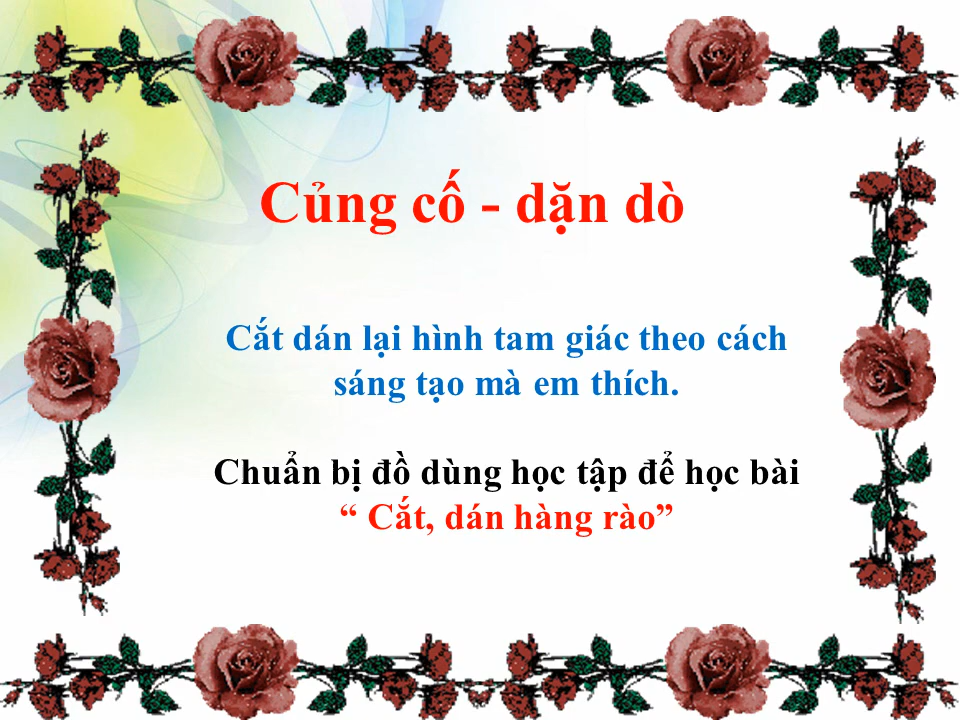 Củng cố - dặn dò
Cắt dán lại hình tam giác theo cách
sáng tạo mà em thích.
Chuẩn bị đồ dùng học tập để học bài
“ Cắt, dán hàng rào”